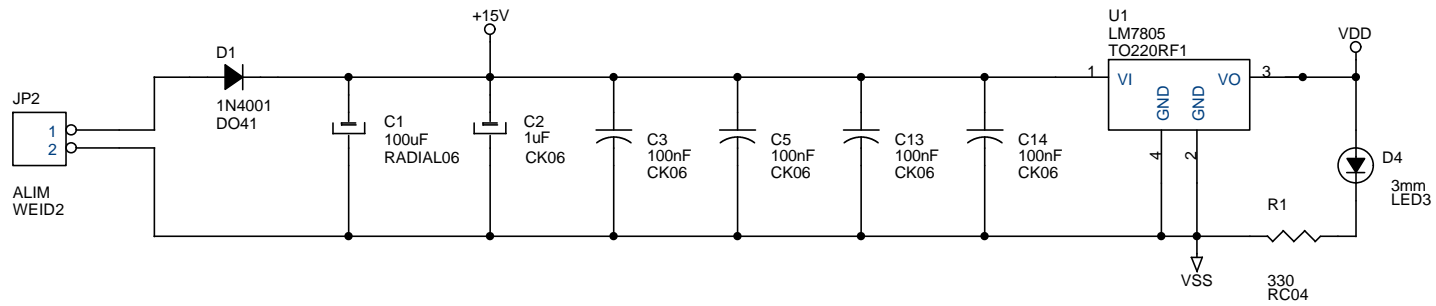 +15V
U1
LM7805
TO220RF1
VDD
D1
1
VI
VO
3
GND
GND
1N4001
DO41
JP2
1
2
C1
100uF
RADIAL06
C2
1uF
CK06
C3
100nF
CK06
C5
100nF
CK06
C13
100nF
CK06
C14
100nF
CK06
4
2
D4
3mm
LED3
ALIM
WEID2
R1
VSS
330
RC04